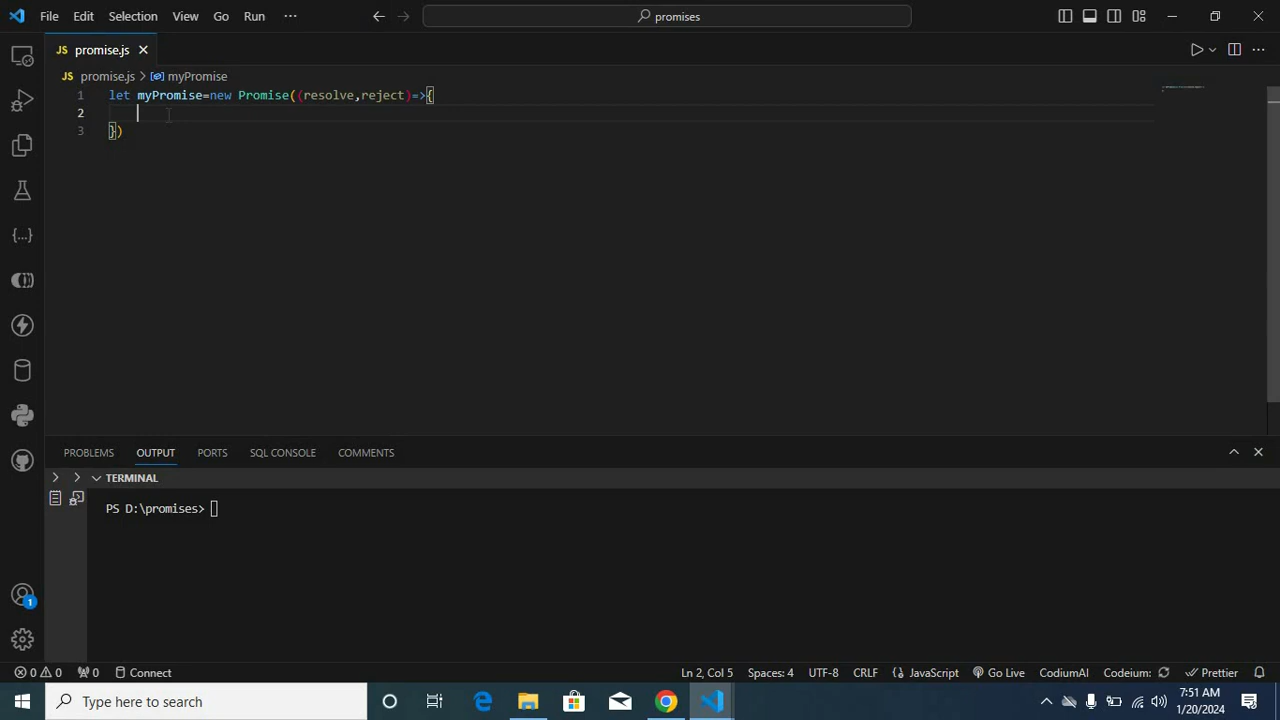 File Edit Selection View Go Run ··· promises
JS promise.js
JS promise.js > myPromise
1 let myPromise=new Promise((resolve,reject)=>{
2
3 })
PROBLEMS OUTPUT PORTS SQL CONSOLE COMMENTS
TERMINAL
PS D:\promises>
1
0 0 0 Connect Ln 2, Col 5 Spaces: 4 UTF-8 CRLF {} JavaScript Go Live CodiumAI Codeium: Prettier
Type here to search
7:51 AM
1/20/2024